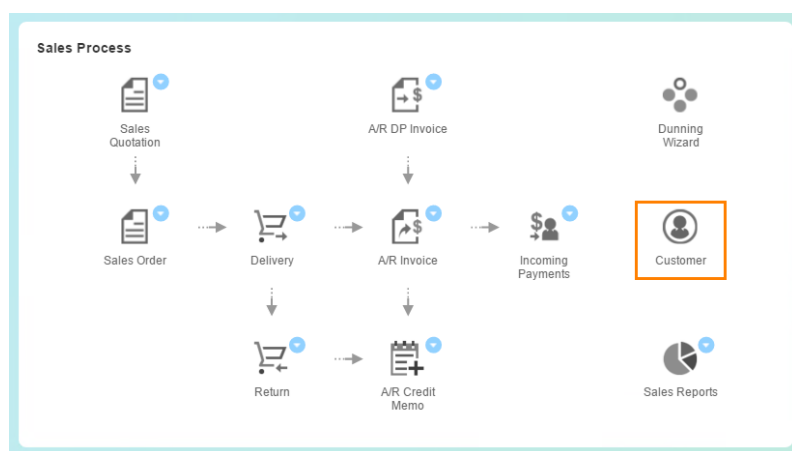 Sales Process
Sales
Quotation
A/R DP Invoice
Dunning
Wizard
Sales Order
Delivery
A/R Invoice
Incoming
Payments
Customer
Return
A/R Credit
Memo
Sales Reports